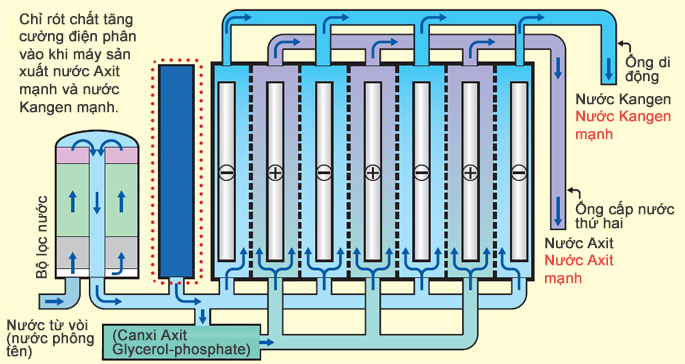 Chỉ rót chất tăng
cường điện phân
vào khi máy sản
xuất nước Axit
mạnh và nước
Kangen mạnh.
Bộ lọc nước
Nước từ vòi
(nước phông
tên)
(Canxi Axit
Glycerol-phosphate)
−
+
−
+
−
+
−
Ống di
động
Nước Kangen
Nước Kangen
mạnh
Ống cấp nước
thứ hai
Nước Axit
Nước Axit
mạnh